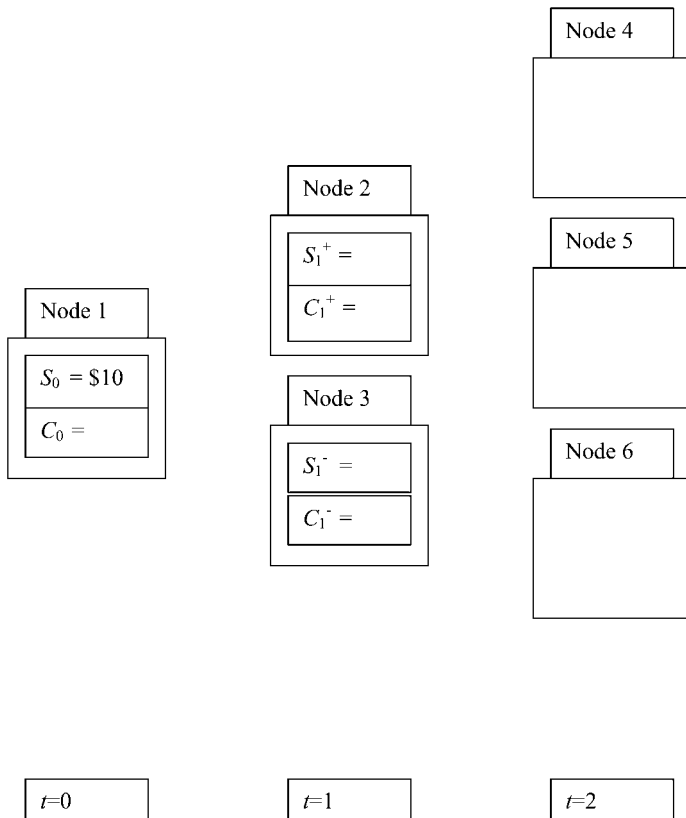 Node 1
S₀ = $10
C₀ =
Node 2
S₁⁺ =
C₁⁺ =
Node 3
S₁⁻ =
C₁⁻ =
Node 4
Node 5
Node 6
t=0
t=1
t=2